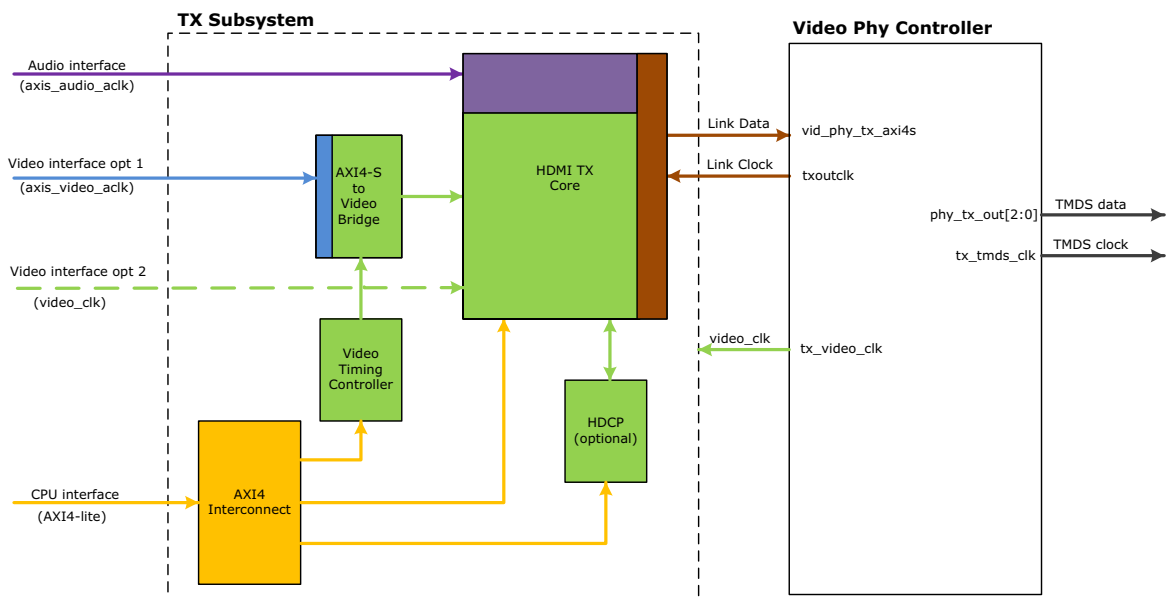 TX Subsystem
Video Phy Controller
Audio interface
(axis_audio_aclk)
Video interface opt 1
(axis_video_aclk)
Video interface opt 2
(video_clk)
CPU interface
(AXI4-lite)
AXI4-S
to
Video
Bridge
HDMI TX
Core
Video
Timing
Controller
HDCP
(optional)
AXI4
Interconnect
Link Data
Link Clock
video_clk
vid_phy_tx_axi4s
txoutclk
phy_tx_out[2:0]
tx_tmds_clk
tx_video_clk
TMDS data
TMDS clock